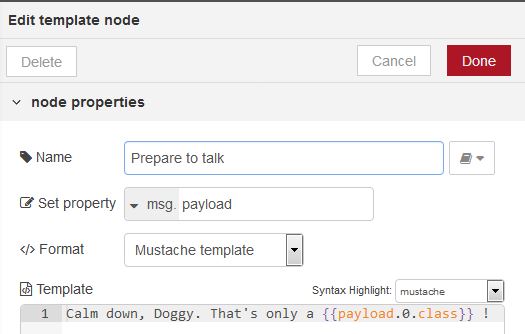 Edit template node
Delete Cancel Done
node properties
Name Prepare to talk
Set property msg. payload
</> Format Mustache template
Template Syntax Highlight: mustache
1 Calm down, Doggy. That's only a {{payload.0.class}} !